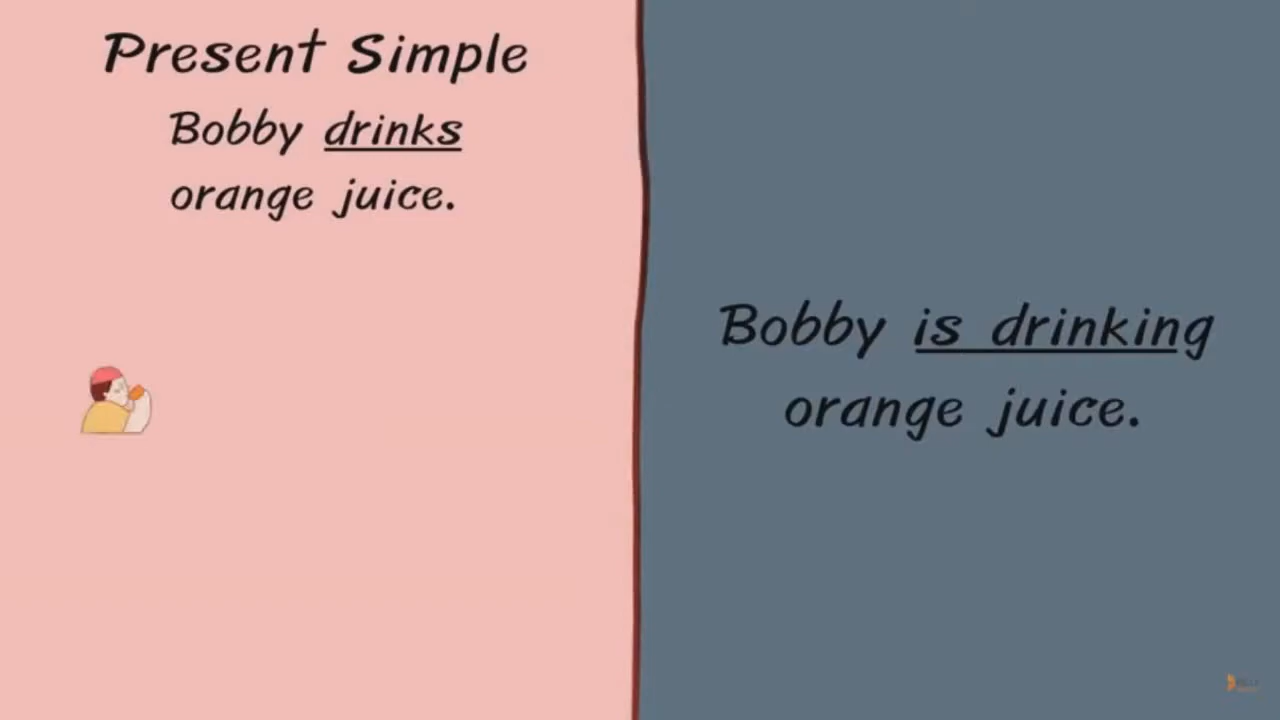 Present Simple
Bobby drinks
orange juice.
Bobby is drinking
orange juice.